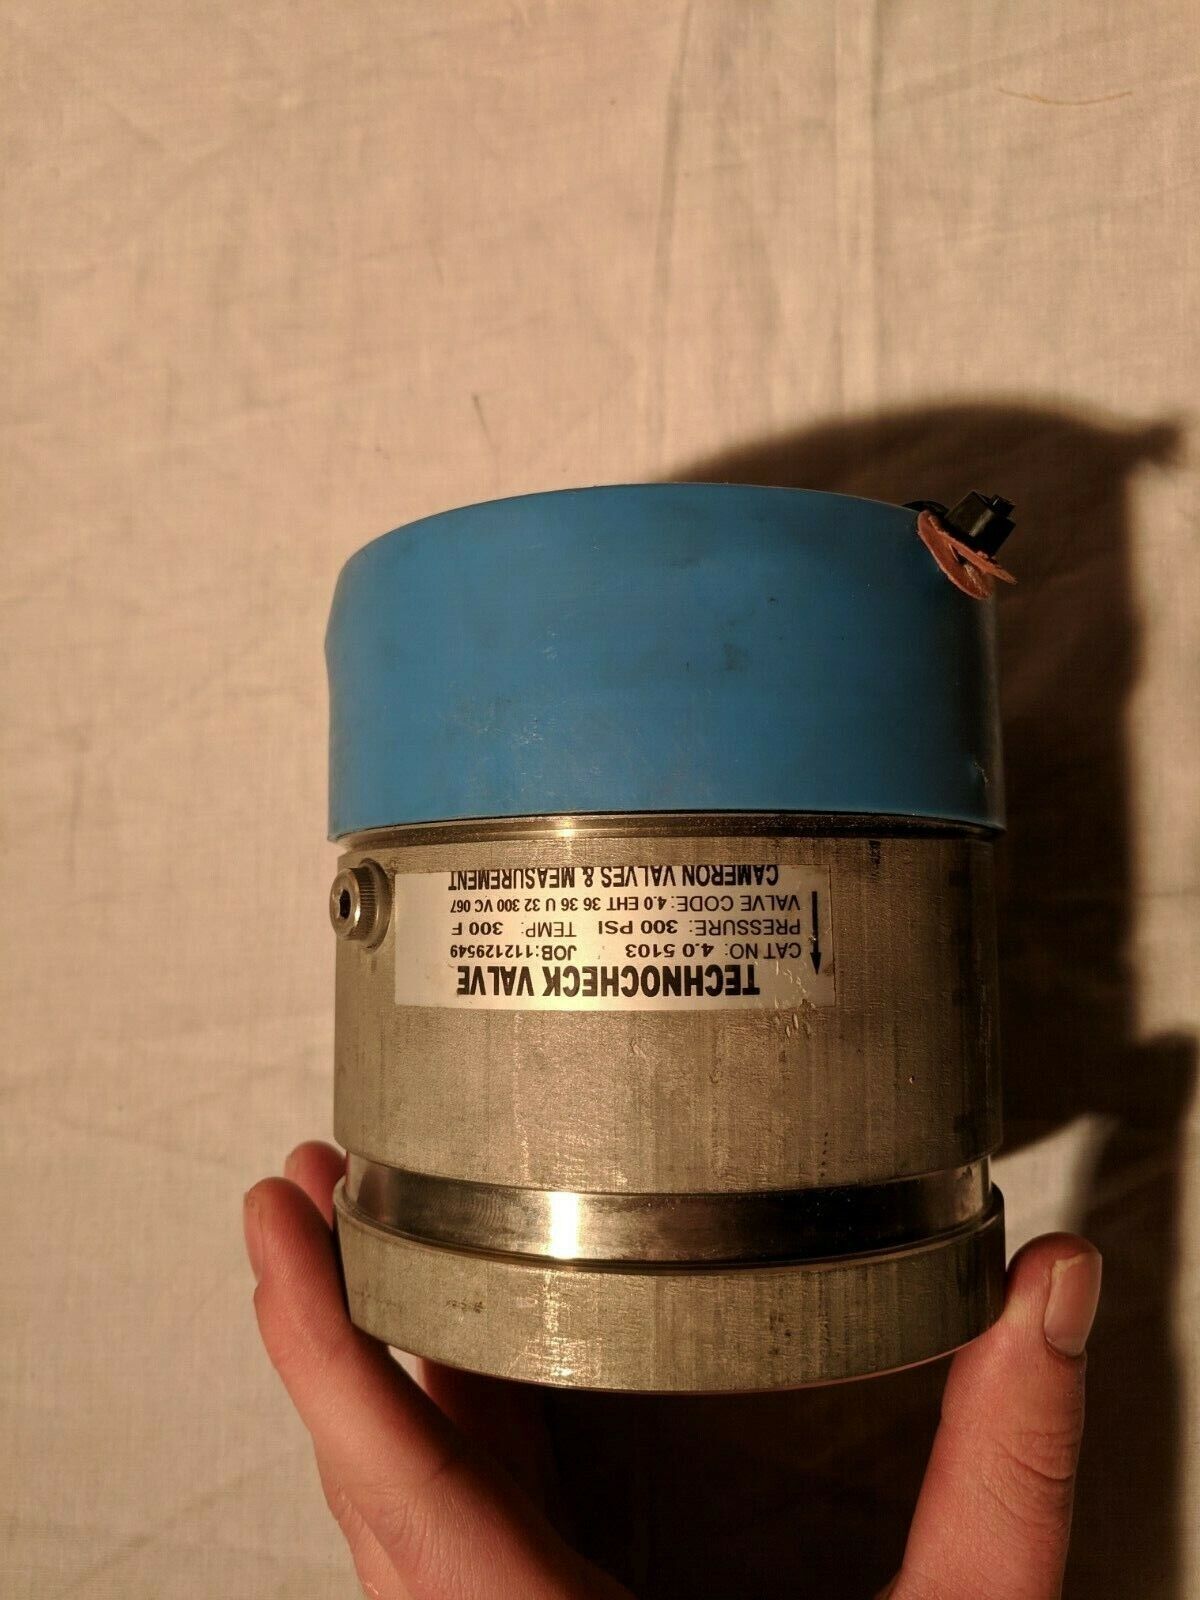 TECHNOCHECK VALVE
CAT NO: 4.0 5103 JOB:112129549
PRESSURE: 300 PSI TEMP: 300 F
VALVE CODE: 4.0 EHT 36 36 U 32 300 VC 067
CAMERON VALVES & MEASUREMENT